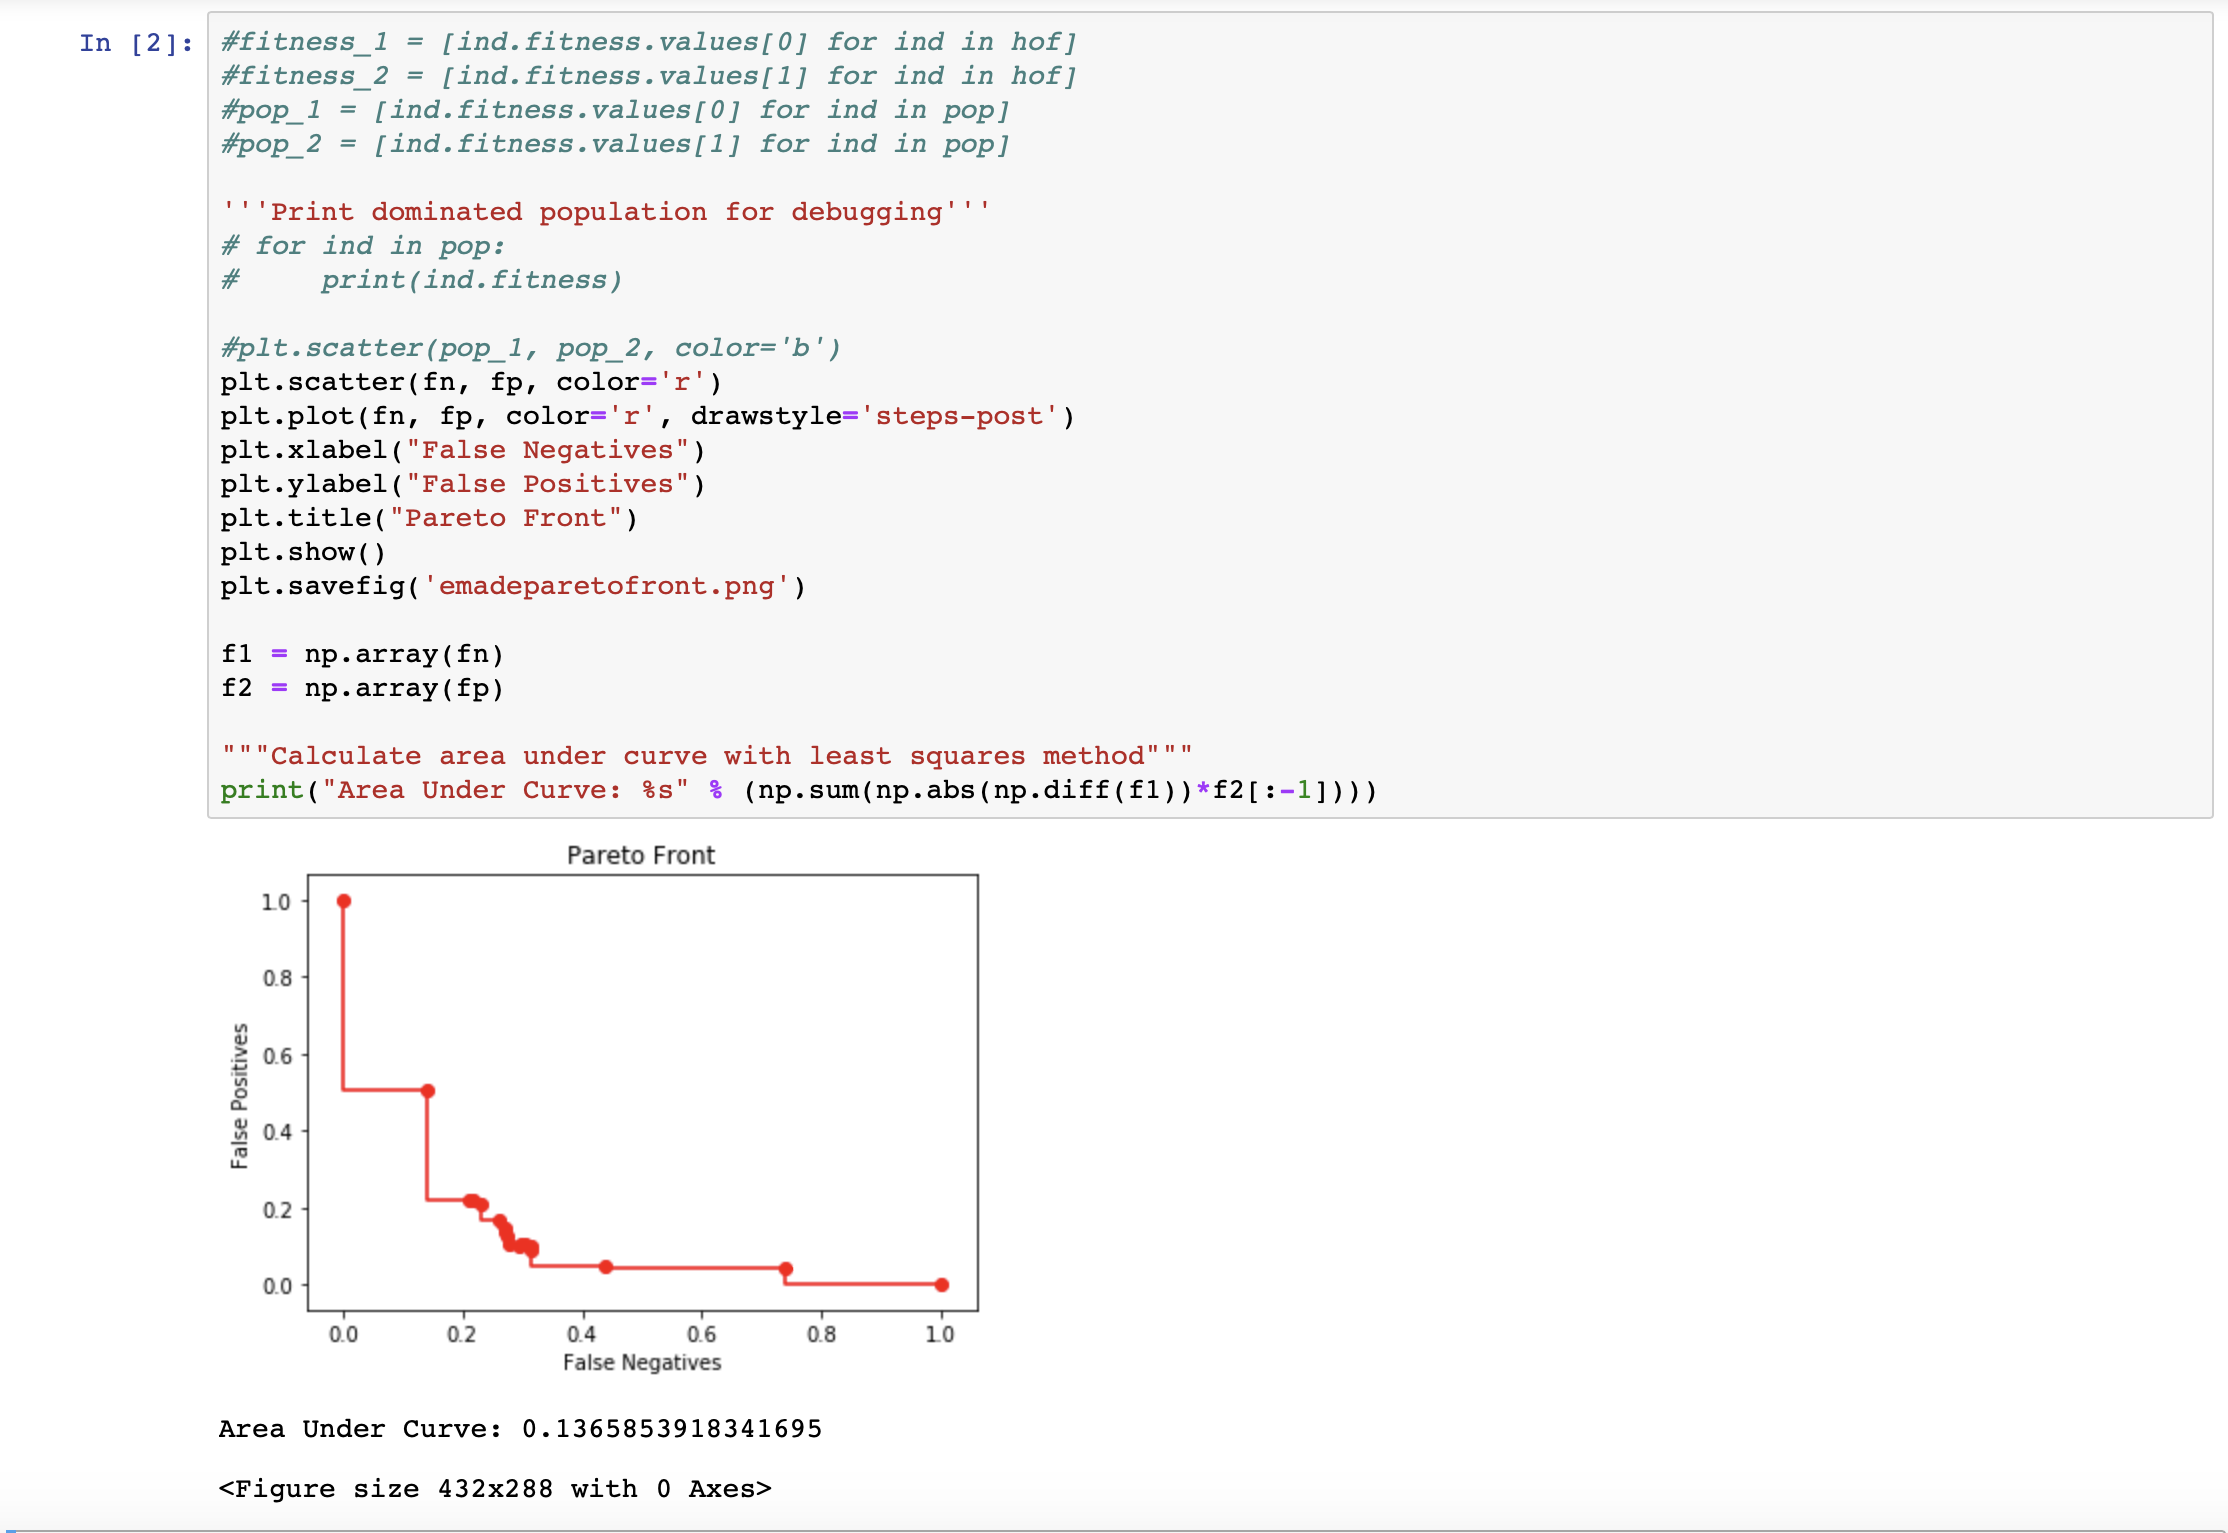 In [2]:
#fitness_1 = [ind.fitness.values[0] for ind in hof]
#fitness_2 = [ind.fitness.values[1] for ind in hof]
#pop_1 = [ind.fitness.values[0] for ind in pop]
#pop_2 = [ind.fitness.values[1] for ind in pop]

'''Print dominated population for debugging'''
# for ind in pop:
#     print(ind.fitness)

#plt.scatter(pop_1, pop_2, color='b')
plt.scatter(fn, fp, color='r')
plt.plot(fn, fp, color='r', drawstyle='steps-post')
plt.xlabel("False Negatives")
plt.ylabel("False Positives")
plt.title("Pareto Front")
plt.show()
plt.savefig('emadeparetofront.png')

f1 = np.array(fn)
f2 = np.array(fp)

"""Calculate area under curve with least squares method"""
print("Area Under Curve: %s" % (np.sum(np.abs(np.diff(f1))*f2[:-1])))
Pareto Front
False Positives
1.0
0.8
0.6
0.4
0.2
0.0
0.0 0.2 0.4 0.6 0.8 1.0
False Negatives
Area Under Curve: 0.1365853918341695
<Figure size 432x288 with 0 Axes>